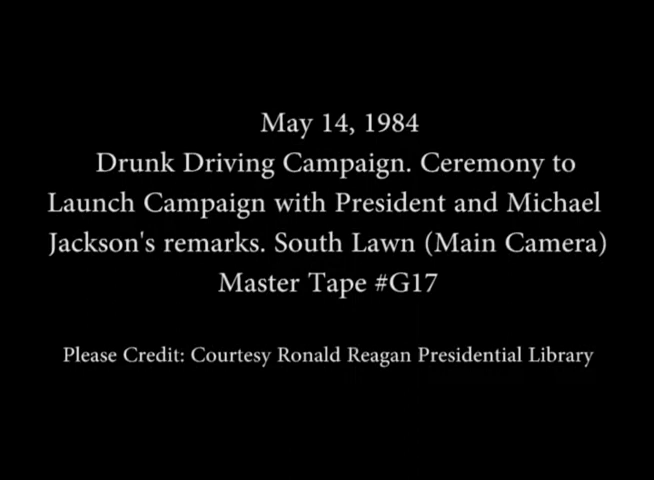 May 14, 1984
Drunk Driving Campaign. Ceremony to
Launch Campaign with President and Michael
Jackson's remarks. South Lawn (Main Camera)
Master Tape #G17
Please Credit: Courtesy Ronald Reagan Presidential Library